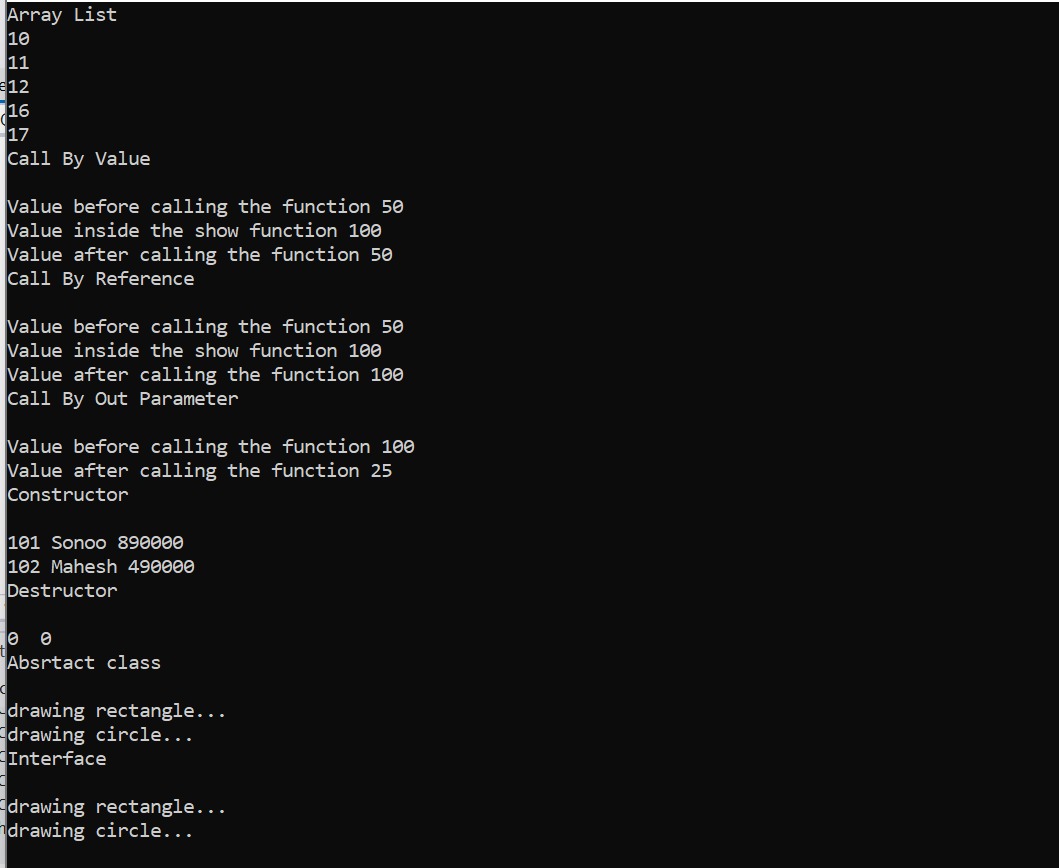 Array List
10
11
12
16
17
Call By Value
Value before calling the function 50
Value inside the show function 100
Value after calling the function 50
Call By Reference
Value before calling the function 50
Value inside the show function 100
Value after calling the function 100
Call By Out Parameter
Value before calling the function 100
Value after calling the function 25
Constructor
101 Sonoo 890000
102 Mahesh 490000
Destructor
0  0
Absrtact class
drawing rectangle...
drawing circle...
Interface
drawing rectangle...
drawing circle...